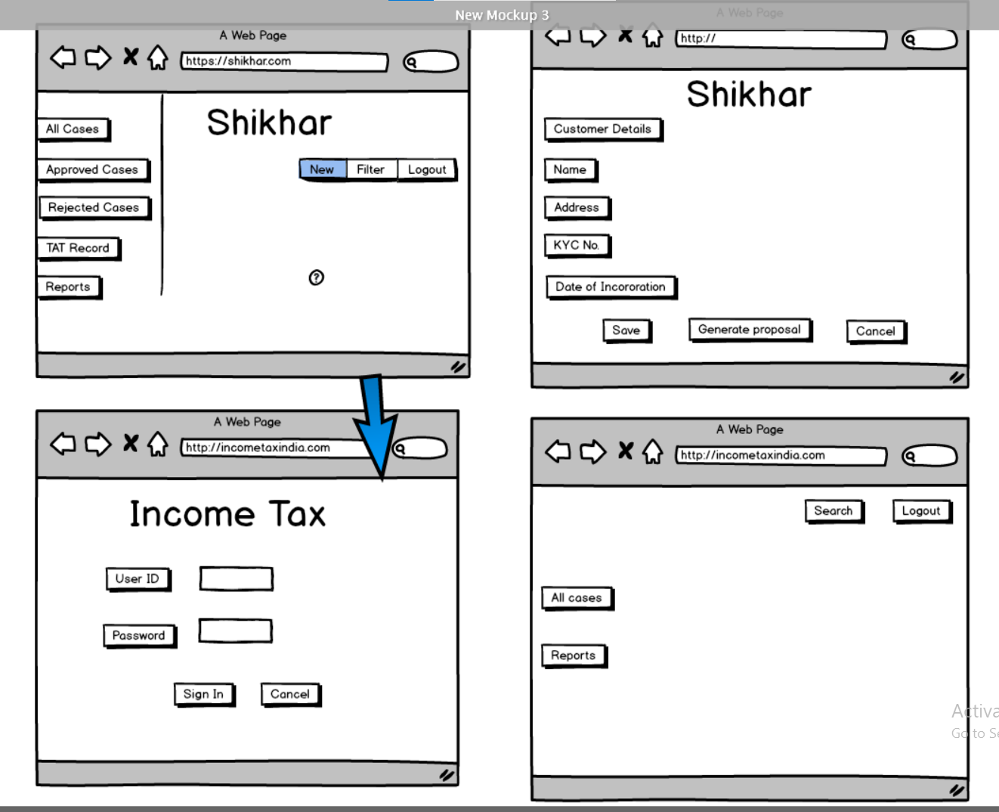 New Mockup 3
A Web Page
https://shikhar.com
Shikhar
All Cases
Approved Cases
Rejected Cases
TAT Record
Reports
New Filter Logout
?
A Web Page
http://
Shikhar
Customer Details
Name
Address
KYC No.
Date of Incororation
Save Generate proposal Cancel
A Web Page
http://incometaxindia.com
Income Tax
User ID
Password
Sign In Cancel
A Web Page
http://incometaxindia.com
Search Logout
All cases
Reports
Activa
Go to Se